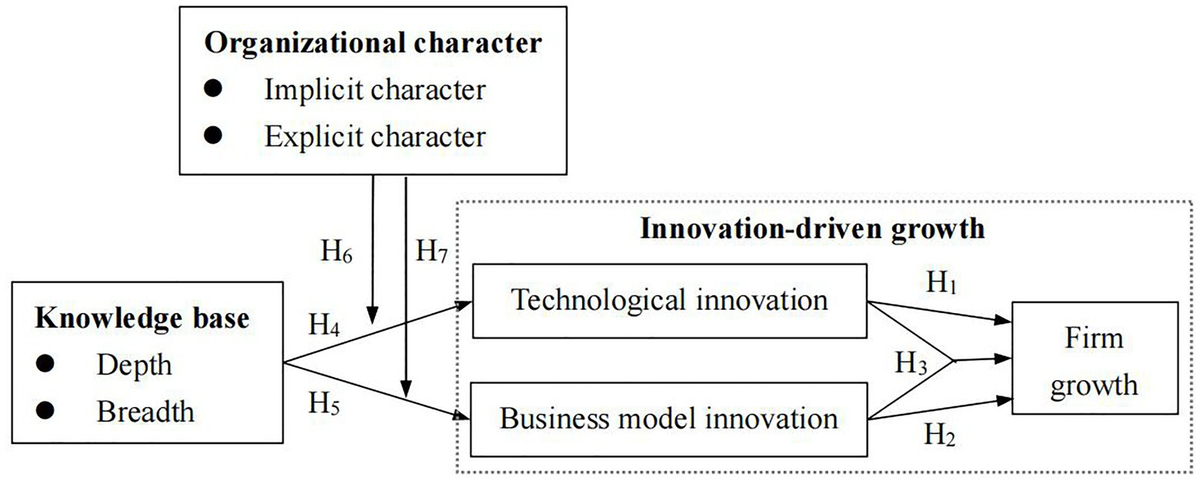 Organizational character
● Implicit character
● Explicit character
H₆
H₇
Innovation-driven growth
Knowledge base
● Depth
● Breadth
H₄
H₅
Technological innovation
Business model innovation
H₁
H₃
H₂
Firm
growth